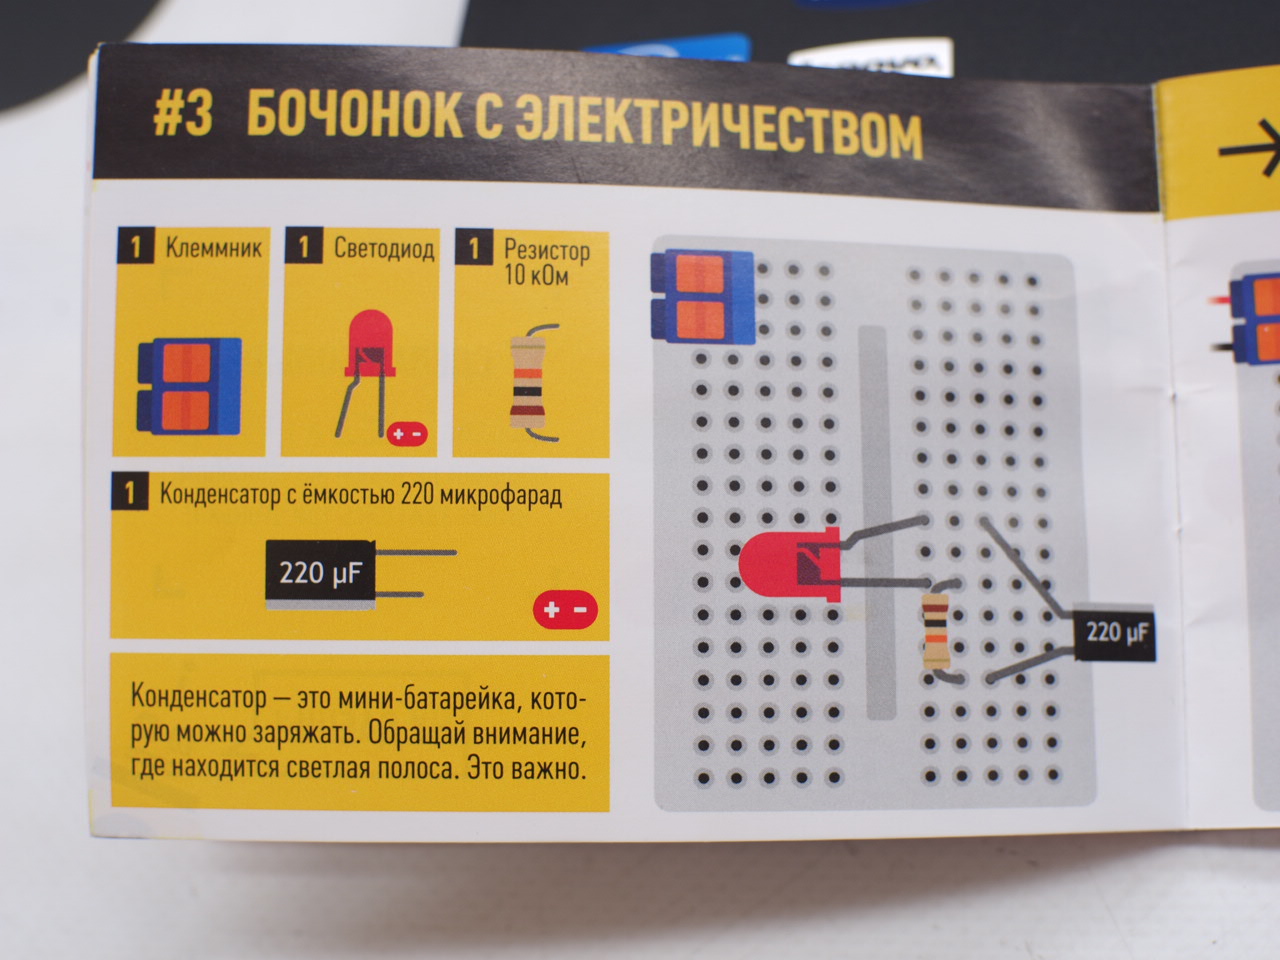 #3 БОЧОНОК С ЭЛЕКТРИЧЕСТВОМ
1 Клеммник
1 Светодиод
1 Резистор
10 кОм
+ -
1 Конденсатор с ёмкостью 220 микрофарад
220 µF
+ -
Конденсатор — это мини-батарейка, кото-
рую можно заряжать. Обращай внимание,
где находится светлая полоса. Это важно.
220 µF